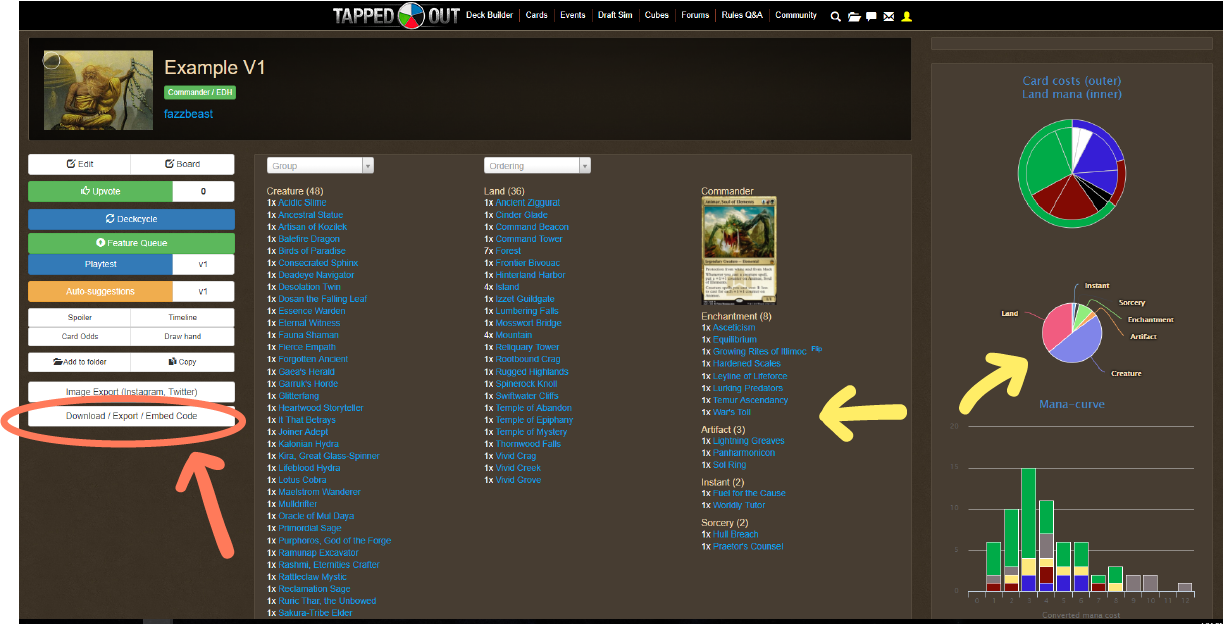 TAPPED OUT Deck Builder Cards Events Draft Sim Cubes Forums Rules Q&A Community
Example V1
Commander / EDH
fazzbeast
Edit Board
Upvote 0
Deckcycle
Feature Queue
Playtest v1
Auto-suggestions v1
Spoiler Timeline
Card Odds Draw hand
Add to folder Copy
Image Export (Instagram, Twitter)
Download / Export / Embed Code
Group
Creature (48)
1x Acidic Slime
1x Ancestral Statue
1x Artisan of Kozilek
1x Balefire Dragon
1x Birds of Paradise
1x Consecrated Sphinx
1x Deadeye Navigator
1x Desolation Twin
1x Dosan the Falling Leaf
1x Essence Warden
1x Eternal Witness
1x Fauna Shaman
1x Fierce Empath
1x Forgotten Ancient
1x Gaea's Herald
1x Garruk's Horde
1x Glitterfang
1x Heartwood Storyteller
1x It That Betrays
1x Joiner Adept
1x Kalonian Hydra
1x Kira, Great Glass-Spinner
1x Lifeblood Hydra
1x Lotus Cobra
1x Maelstrom Wanderer
1x Mulldrifter
1x Oracle of Mul Daya
1x Primordial Sage
1x Purphoros, God of the Forge
1x Ramunap Excavator
1x Rashmi, Eternities Crafter
1x Rattleclaw Mystic
1x Reclamation Sage
1x Ruric Thar, the Unbowed
1x Sakura-Tribe Elder
Ordering
Land (36)
1x Ancient Ziggurat
1x Cinder Glade
1x Command Beacon
1x Command Tower
7x Forest
1x Frontier Bivouac
1x Hinterland Harbor
4x Island
1x Izzet Guildgate
1x Lumbering Falls
1x Mosswort Bridge
4x Mountain
1x Reliquary Tower
1x Rootbound Crag
1x Rugged Highlands
1x Spinerock Knoll
1x Swiftwater Cliffs
1x Temple of Abandon
1x Temple of Epiphany
1x Temple of Mystery
1x Thornwood Falls
1x Vivid Crag
1x Vivid Creek
1x Vivid Grove
Commander
Enchantment (8)
1x Asceticism
1x Equilibrium
1x Growing Rites of Itlimoc Flip
1x Hardened Scales
1x Leyline of Lifeforce
1x Lurking Predators
1x Temur Ascendancy
1x War's Toll
Artifact (3)
1x Lightning Greaves
1x Panharmonicon
1x Sol Ring
Instant (2)
1x Fuel for the Cause
1x Worldly Tutor
Sorcery (2)
1x Hull Breach
1x Praetor's Counsel
Card costs (outer)
Land mana (inner)
Instant
Sorcery
Land
Enchantment
Artifact
Creature
Mana-curve
0 1 2 3 4 5 6 7 8 9 10 11 12
Converted mana cost